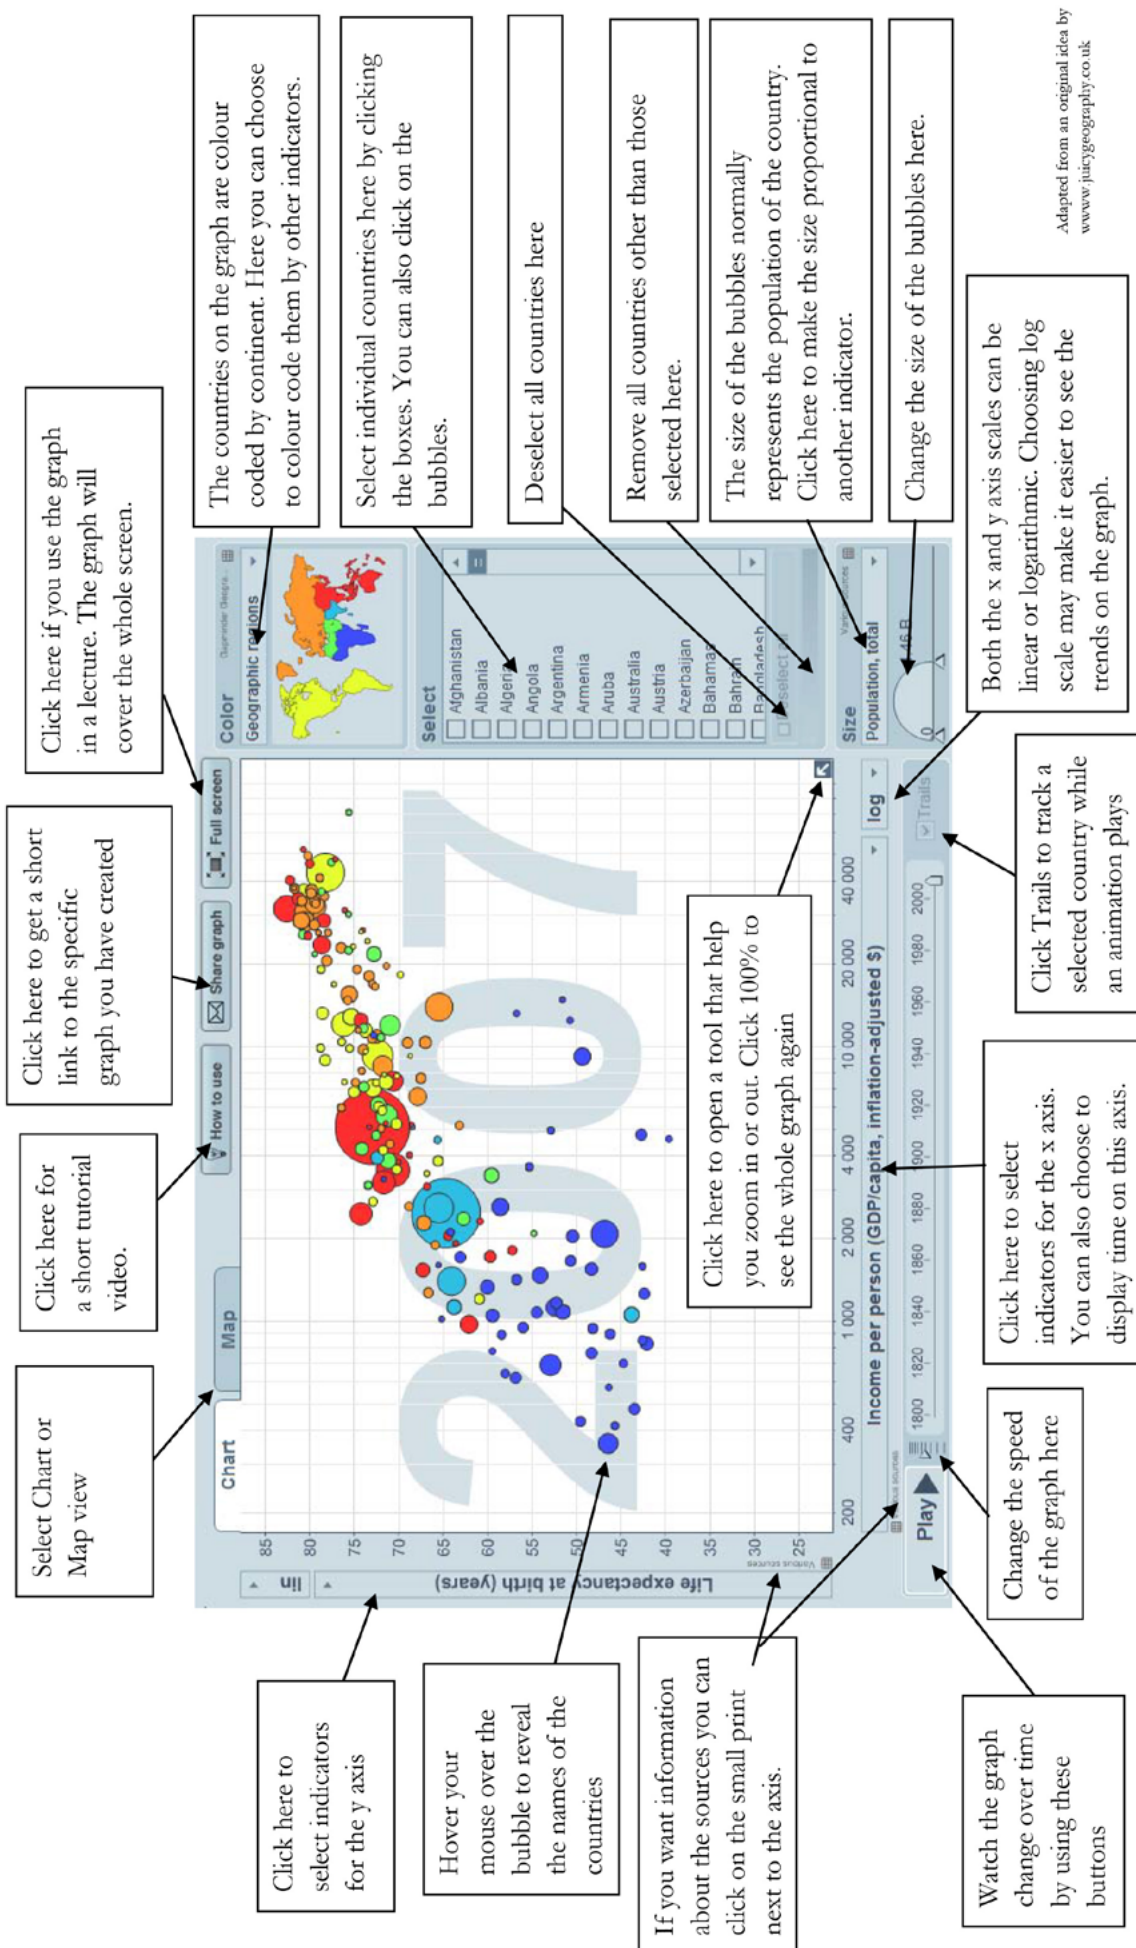 Select Chart or
Map view
Click here for
a short tutorial
video.
Click here to get a short
link to the specific
graph you have created
Click here if you use the graph
in a lecture. The graph will
cover the whole screen.
The countries on the graph are colour
coded by continent. Here you can choose
to colour code them by other indicators.
Select individual countries here by clicking
the boxes. You can also click on the
bubbles.
Deselect all countries here
Remove all countries other than those
selected here.
The size of the bubbles normally
represents the population of the country.
Click here to make the size proportional to
another indicator.
Change the size of the bubbles here.
Both the x and y axis scales can be
linear or logarithmic. Choosing log
scale may make it easier to see the
trends on the graph.
Click Trails to track a
selected country while
an animation plays
Click here to open a tool that help
you zoom in or out. Click 100% to
see the whole graph again
Click here to select
indicators for the x axis.
You can also choose to
display time on this axis.
Change the speed
of the graph here
Watch the graph
change over time
by using these
buttons
If you want information
about the sources you can
click on the small print
next to the axis.
Hover your
mouse over the
bubble to reveal
the names of the
countries
Click here to
select indicators
for the y axis
Chart
Map
How to use
Share graph
Full screen
lin
Life expectancy at birth (years)
Various sources
85
80
75
70
65
60
55
50
45
40
35
30
25
2007
200
400
1 000
2 000
4 000
10 000
20 000
40 000
Income per person (GDP/capita, inflation-adjusted $)
log
Play
1800
1820
1840
1860
1880
1900
1920
1940
1960
1980
2000
Trails
Color
Geographic regions
Select
Afghanistan
Albania
Algeria
Angola
Argentina
Armenia
Aruba
Australia
Austria
Azerbaijan
Bahamas
Bahrain
Bangladesh
Deselect all
Size
Population, total
0
Adapted from an original idea by
wwww.juicygeography.co.uk